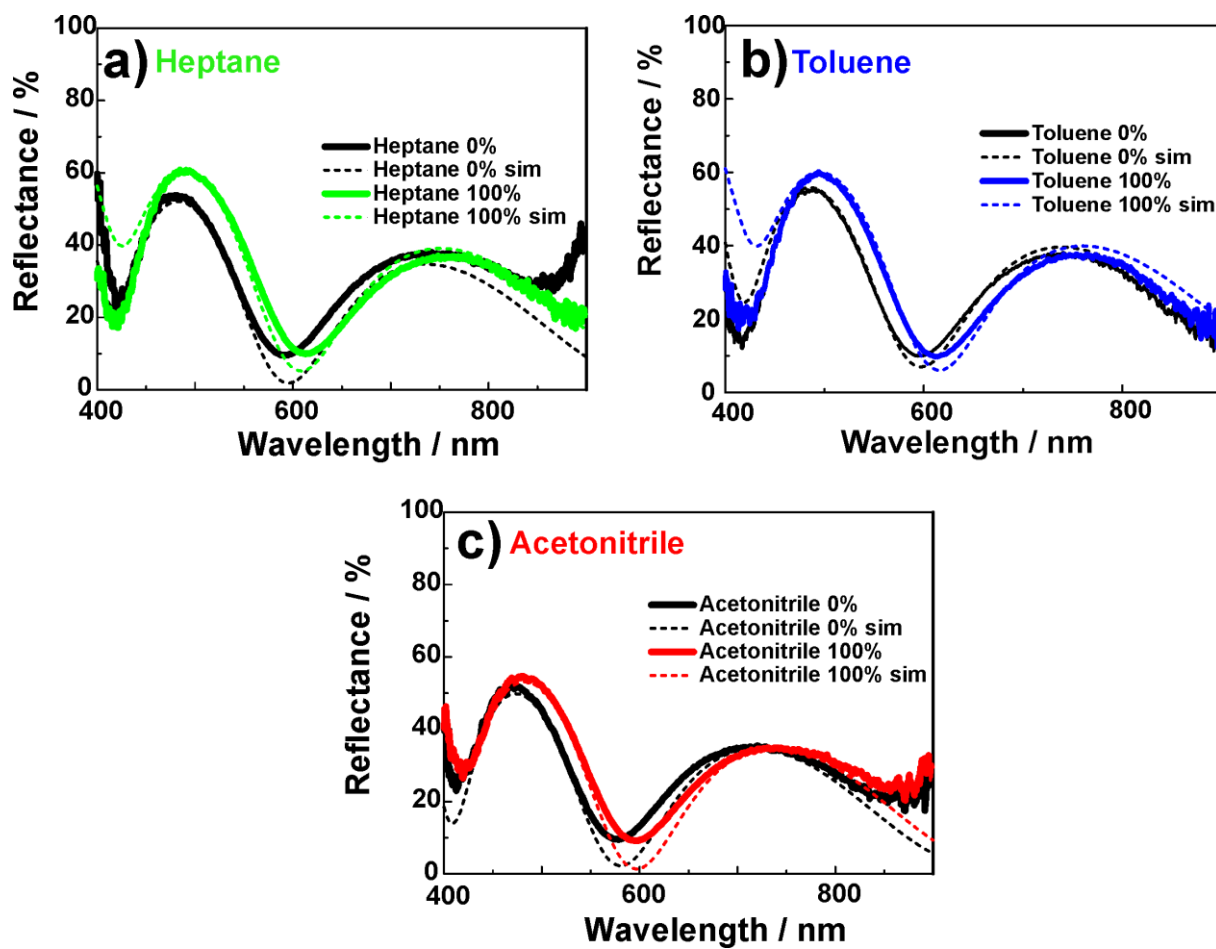 a) Heptane
Reflectance / %
100
80
60
40
20
0
Heptane 0%
Heptane 0% sim
Heptane 100%
Heptane 100% sim
400
600
800
Wavelength / nm
b) Toluene
Reflectance / %
100
80
60
40
20
0
Toluene 0%
Toluene 0% sim
Toluene 100%
Toluene 100% sim
400
600
800
Wavelength / nm
c) Acetonitrile
Reflectance / %
100
80
60
40
20
0
Acetonitrile 0%
Acetonitrile 0% sim
Acetonitrile 100%
Acetonitrile 100% sim
400
600
800
Wavelength / nm